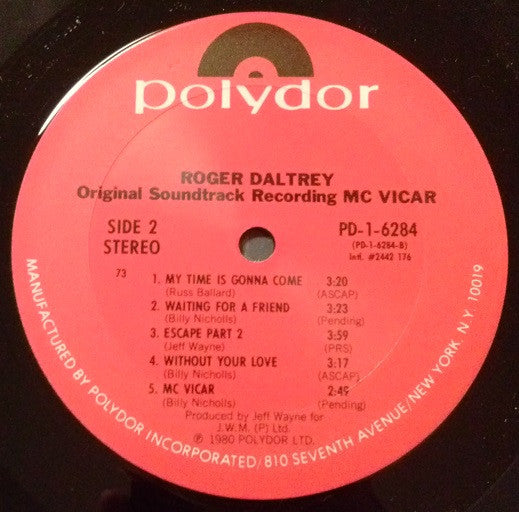 polydor
ROGER DALTREY
Original Soundtrack Recording MC VICAR
SIDE 2
STEREO
PD-1-6284
(PD-1-6284-B)
Intl. #2442 176
73
1. MY TIME IS GONNA COME 3:20
(Russ Ballard) (ASCAP)
2. WAITING FOR A FRIEND 3:23
(Billy Nicholls) (Pending)
3. ESCAPE PART 2 3:59
(Jeff Wayne) (PRS)
4. WITHOUT YOUR LOVE 3:17
(Billy Nicholls) (ASCAP)
5. MC VICAR 2:49
(Billy Nicholls) (Pending)
Produced by Jeff Wayne for
J.W.M. (P) Ltd.
℗ 1980 POLYDOR LTD.
MANUFACTURED BY POLYDOR INCORPORATED/810 SEVENTH AVENUE/NEW YORK, N.Y. 10019